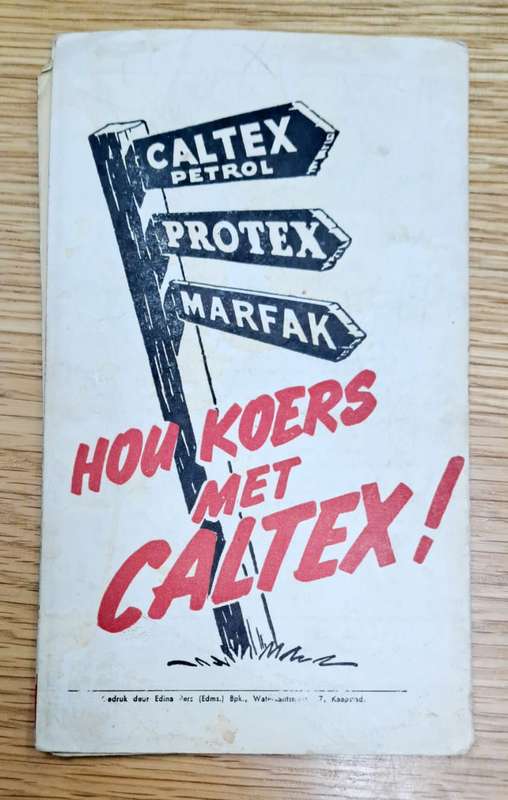 CALTEX
PETROL
PROTEX
MARFAK
HOU KOERS
MET
CALTEX!
deur Edina Pers (Edms.) Bpk., 7, Kaapstad.